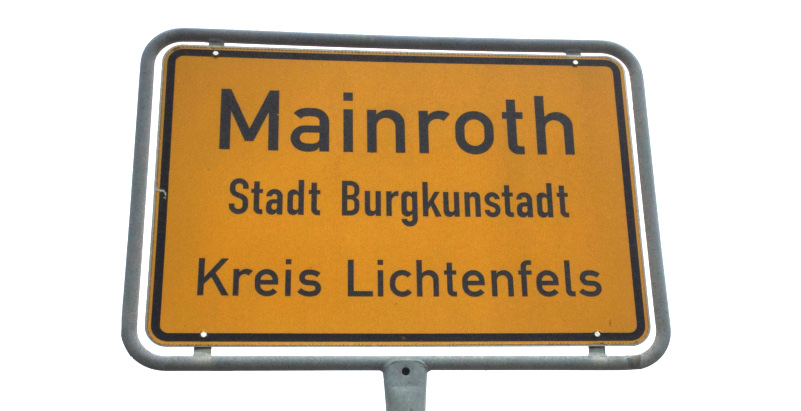 Mainroth
Stadt Burgkunstadt
Kreis Lichtenfels